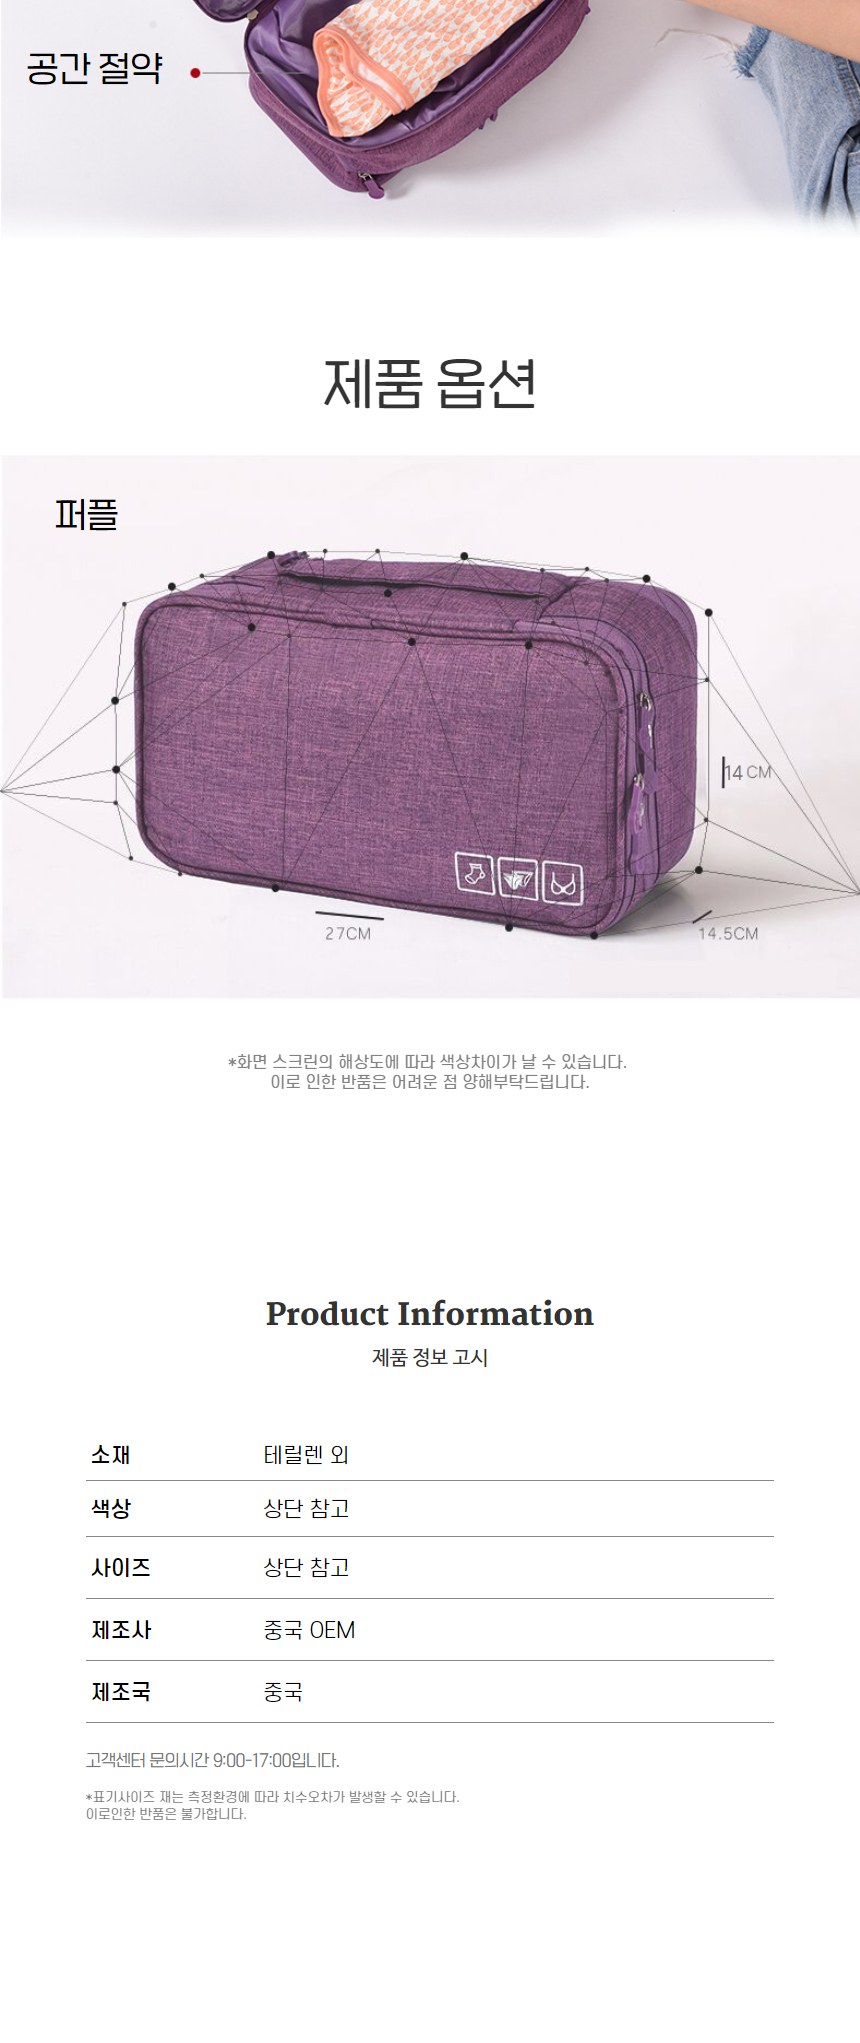 공간 절약
제품 옵션
퍼플
14 CM
27CM
14.5CM
*화면 스크린의 해상도에 따라 색상차이가 날 수 있습니다.
이로 인한 반품은 어려운 점 양해부탁드립니다.
Product Information
제품 정보 고시
소재 테릴렌 외
색상 상단 참고
사이즈 상단 참고
제조사 중국 OEM
제조국 중국
고객센터 문의시간 9:00-17:00입니다.
*표기사이즈 재는 측정환경에 따라 치수오차가 발생할 수 있습니다.
이로인한 반품은 불가합니다.